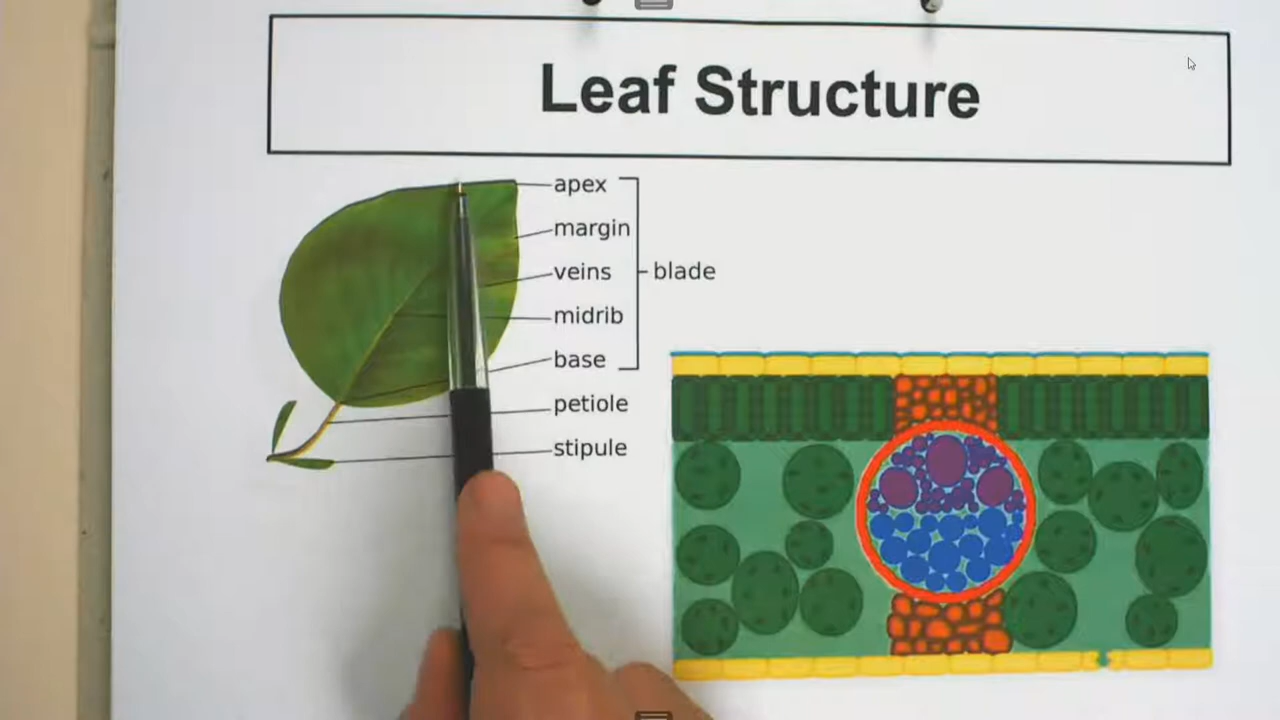 Leaf Structure
apex
margin
veins
blade
midrib
base
petiole
stipule